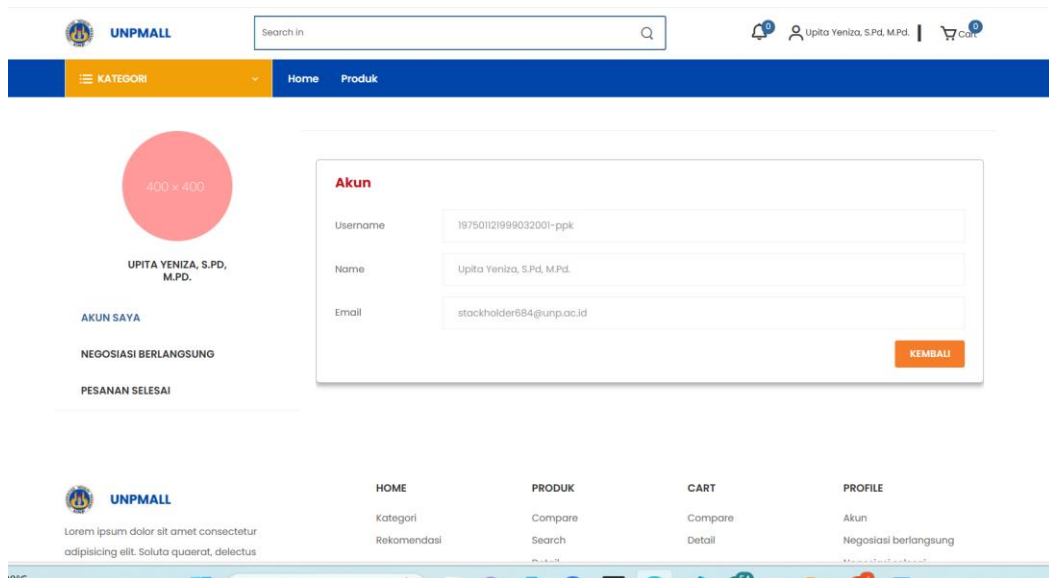 UNPMALL
Search in
0
Upita Yeniza, S.Pd, M.Pd.
0
Cart
KATEGORI
Home
Produk
400 × 400
UPITA YENIZA, S.PD,
M.PD.
AKUN SAYA
NEGOSIASI BERLANGSUNG
PESANAN SELESAI
Akun
Username
197501121999032001-ppk
Name
Upita Yeniza, S.Pd, M.Pd.
Email
stackholder684@unp.ac.id
KEMBALI
UNPMALL
Lorem ipsum dolor sit amet consectetur
adipisicing elit. Soluta quaerat, delectus
HOME
Kategori
Rekomendasi
PRODUK
Compare
Search
Detail
CART
Compare
Detail
PROFILE
Akun
Negosiasi berlangsung